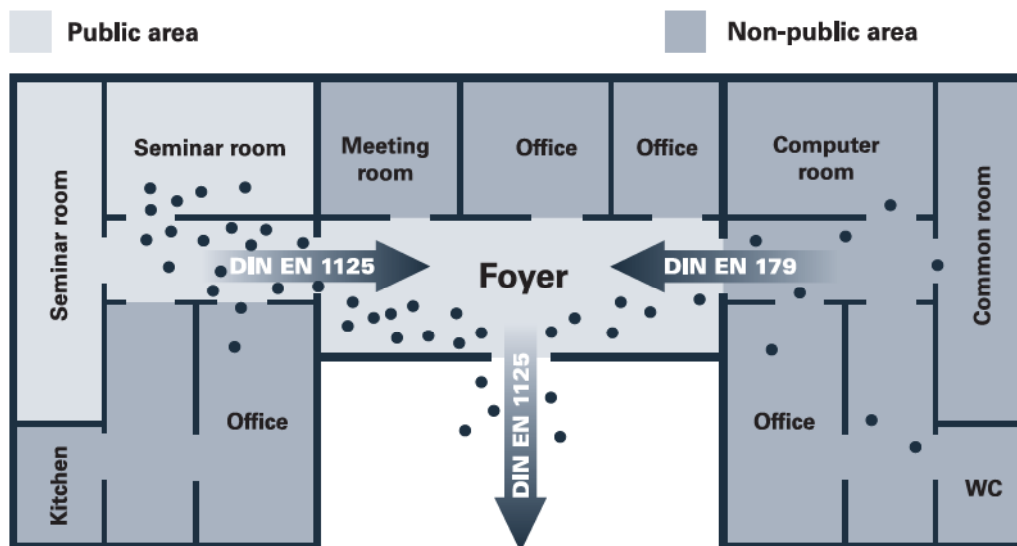 Public area
Non-public area
Seminar room
Seminar room
Meeting
room
Office
Office
Computer
room
Common room
DIN EN 1125
Foyer
DIN EN 179
DIN EN 1125
Kitchen
Office
Office
WC